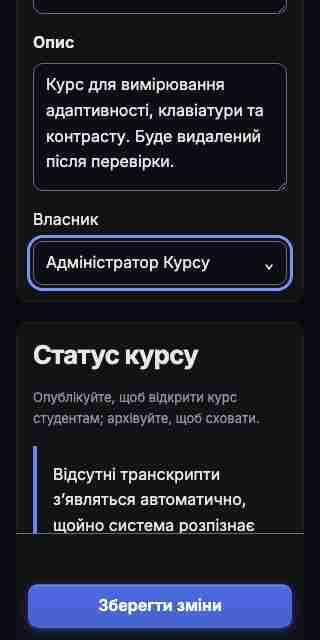 Опис
Курс для вимірювання
адаптивності, клавіатури та
контрасту. Буде видалений
після перевірки.
Власник
Адміністратор Курсу
Статус курсу
Опублікуйте, щоб відкрити курс
студентам; архівуйте, щоб сховати.
Відсутні транскрипти
з’являться автоматично,
щойно система розпізнає
Зберегти зміни